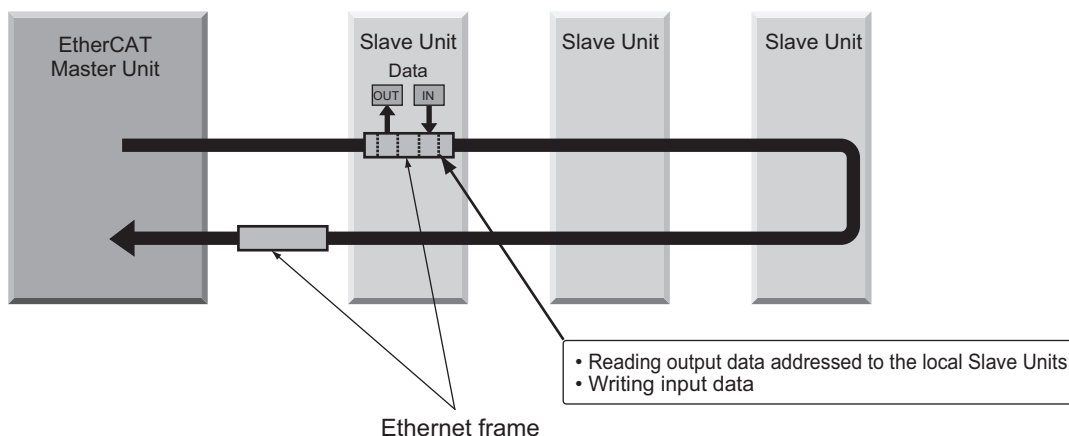 EtherCAT
Master Unit
Slave Unit
Slave Unit
Slave Unit
Data
OUT
IN
• Reading output data addressed to the local Slave Units
• Writing input data
Ethernet frame